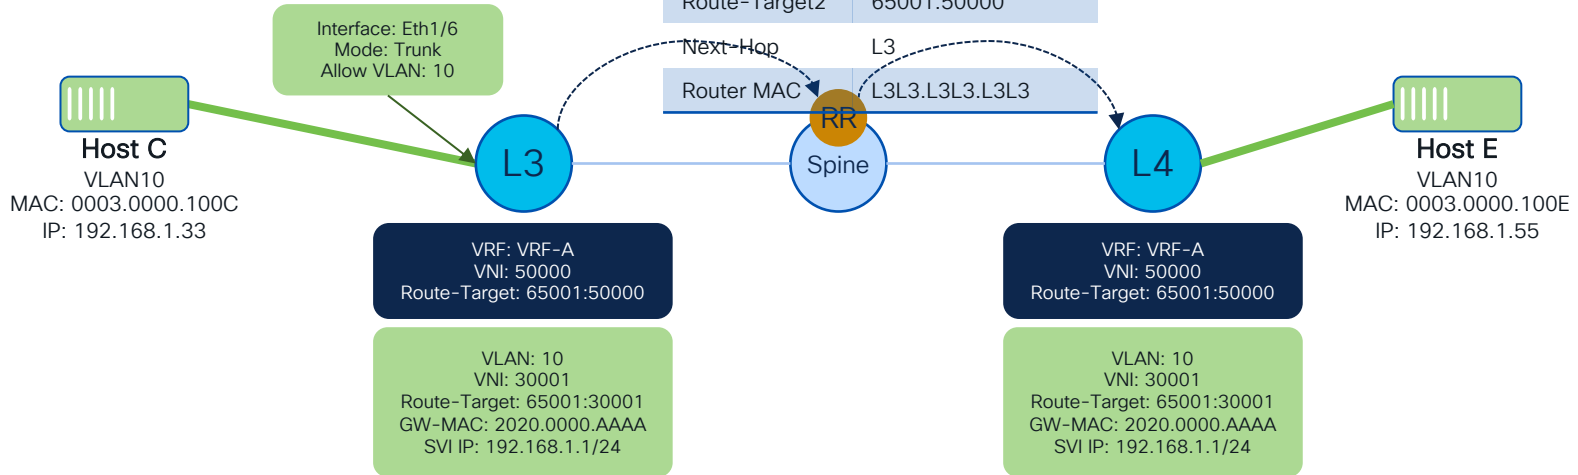 Route-Target2 65001:50000
Next-Hop L3
Router MAC L3L3.L3L3.L3L3
Interface: Eth1/6
Mode: Trunk
Allow VLAN: 10
Host C
VLAN10
MAC: 0003.0000.100C
IP: 192.168.1.33
L3
RR
Spine
L4
Host E
VLAN10
MAC: 0003.0000.100E
IP: 192.168.1.55
VRF: VRF-A
VNI: 50000
Route-Target: 65001:50000
VLAN: 10
VNI: 30001
Route-Target: 65001:30001
GW-MAC: 2020.0000.AAAA
SVI IP: 192.168.1.1/24
VRF: VRF-A
VNI: 50000
Route-Target: 65001:50000
VLAN: 10
VNI: 30001
Route-Target: 65001:30001
GW-MAC: 2020.0000.AAAA
SVI IP: 192.168.1.1/24